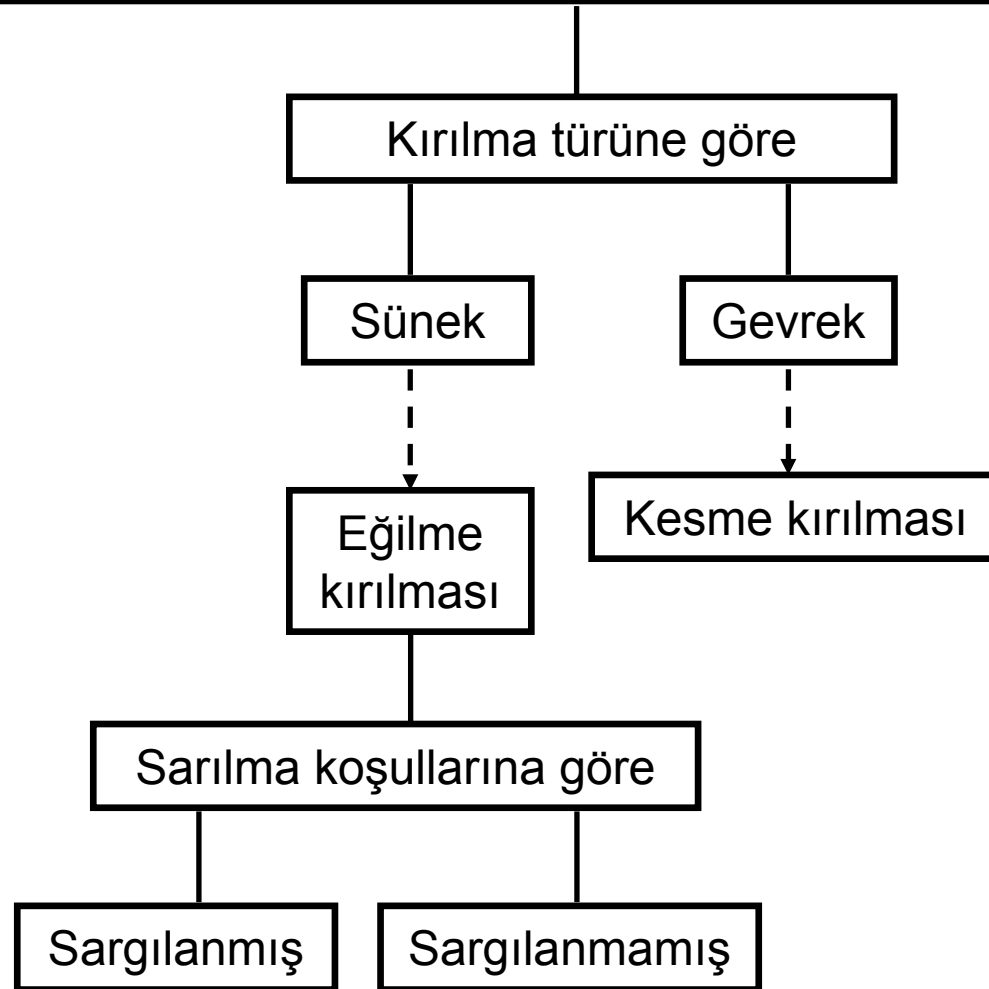 Kırılma türüne göre
Sünek
Gevrek
Eğilme
kırılması
Kesme kırılması
Sarılma koşullarına göre
Sargılanmış
Sargılanmamış